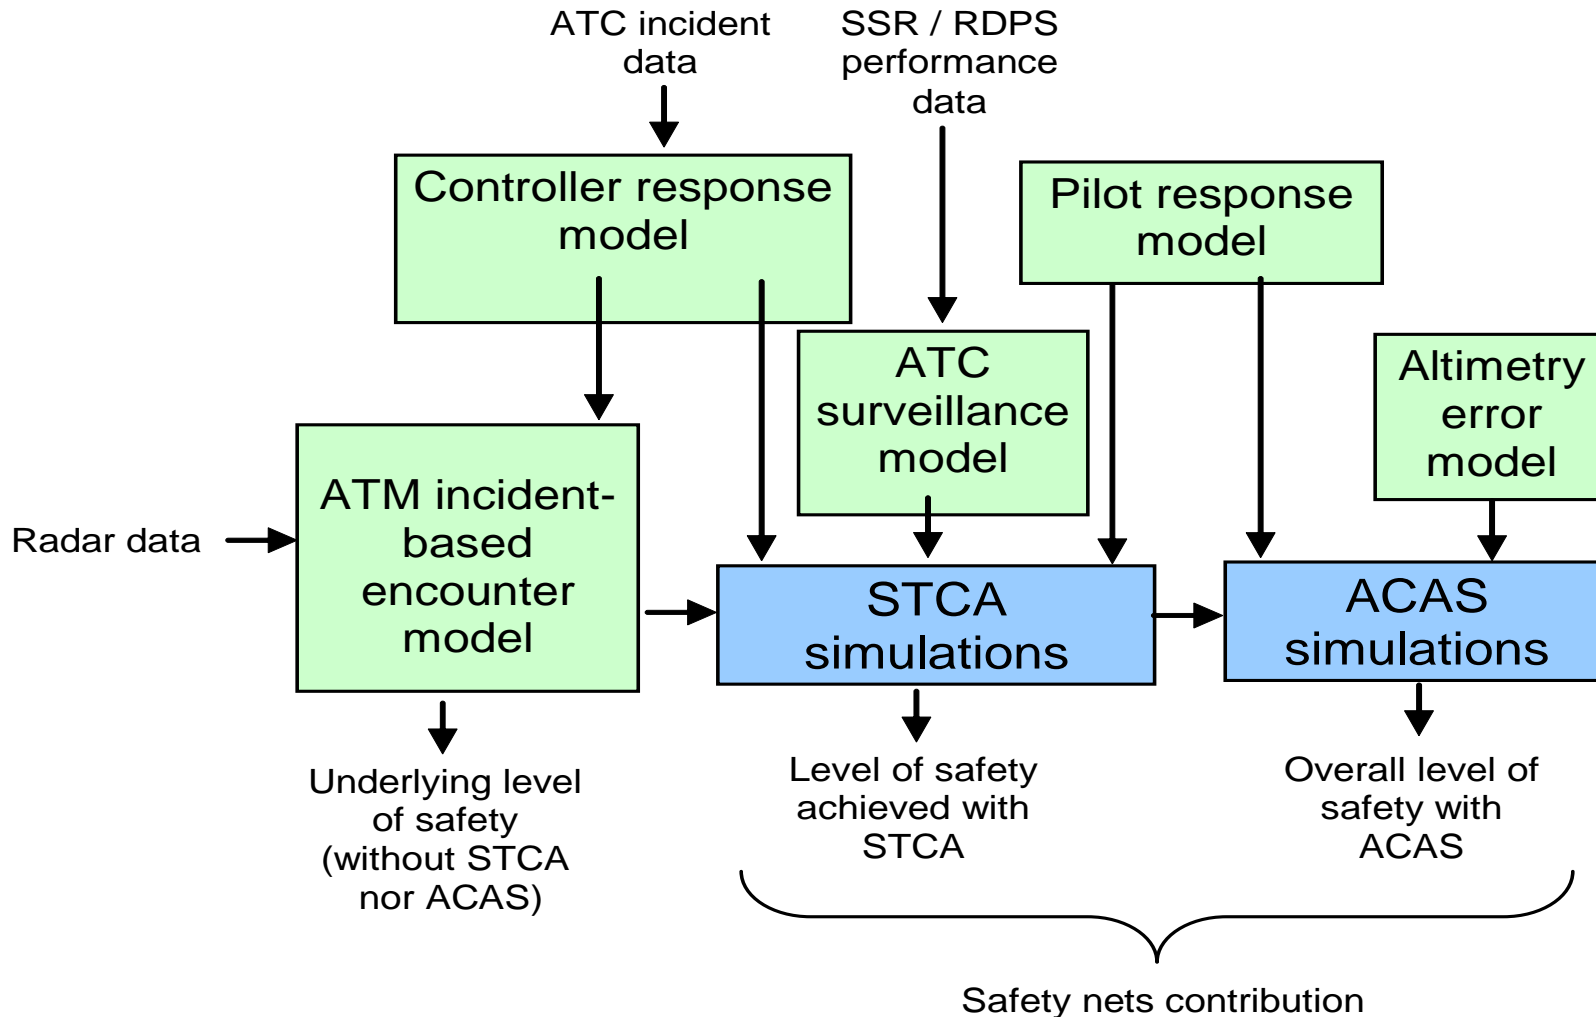 ATC incident
data
SSR / RDPS
performance
data
Controller response
model
Pilot response
model
ATC
surveillance
model
Altimetry
error
model
ATM incident-
based
encounter
model
Radar data
STCA
simulations
ACAS
simulations
Underlying level
of safety
(without STCA
nor ACAS)
Level of safety
achieved with
STCA
Overall level of
safety with
ACAS
Safety nets contribution